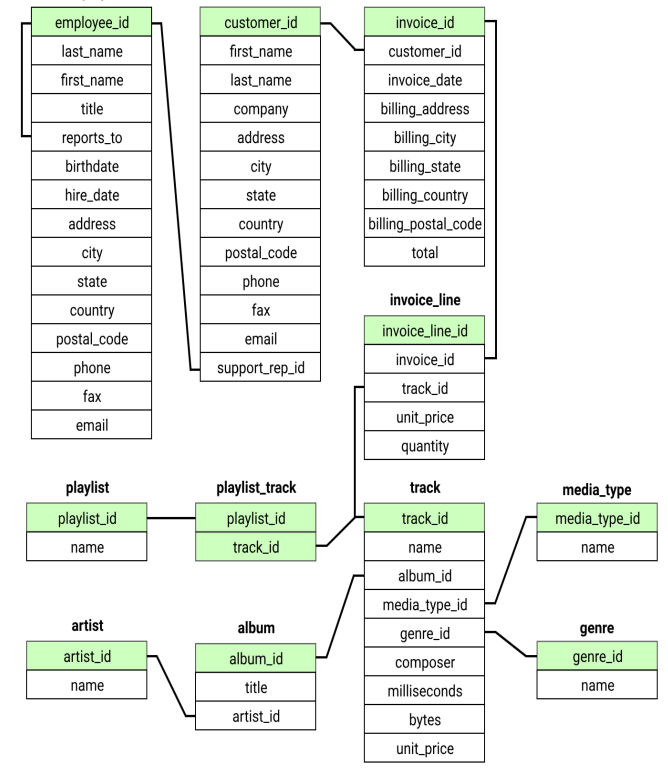 employee_id
last_name
first_name
title
reports_to
birthdate
hire_date
address
city
state
country
postal_code
phone
fax
email
customer_id
first_name
last_name
company
address
city
state
country
postal_code
phone
fax
email
support_rep_id
invoice_id
customer_id
invoice_date
billing_address
billing_city
billing_state
billing_country
billing_postal_code
total
invoice_line
invoice_line_id
invoice_id
track_id
unit_price
quantity
playlist
playlist_id
name
playlist_track
playlist_id
track_id
track
track_id
name
album_id
media_type_id
genre_id
composer
milliseconds
bytes
unit_price
media_type
media_type_id
name
artist
artist_id
name
album
album_id
title
artist_id
genre
genre_id
name